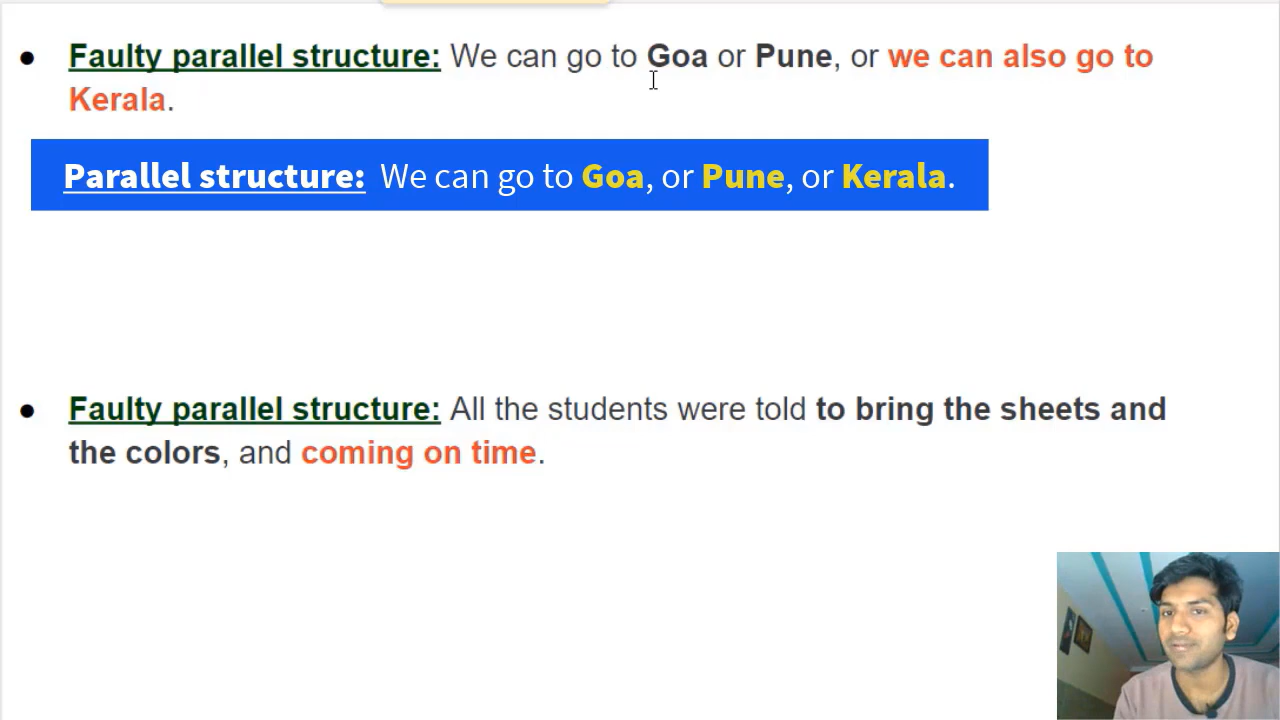 ● Faulty parallel structure: We can go to Goa or Pune, or we can also go to
Kerala.
Parallel structure: We can go to Goa, or Pune, or Kerala.
● Faulty parallel structure: All the students were told to bring the sheets and
the colors, and coming on time.